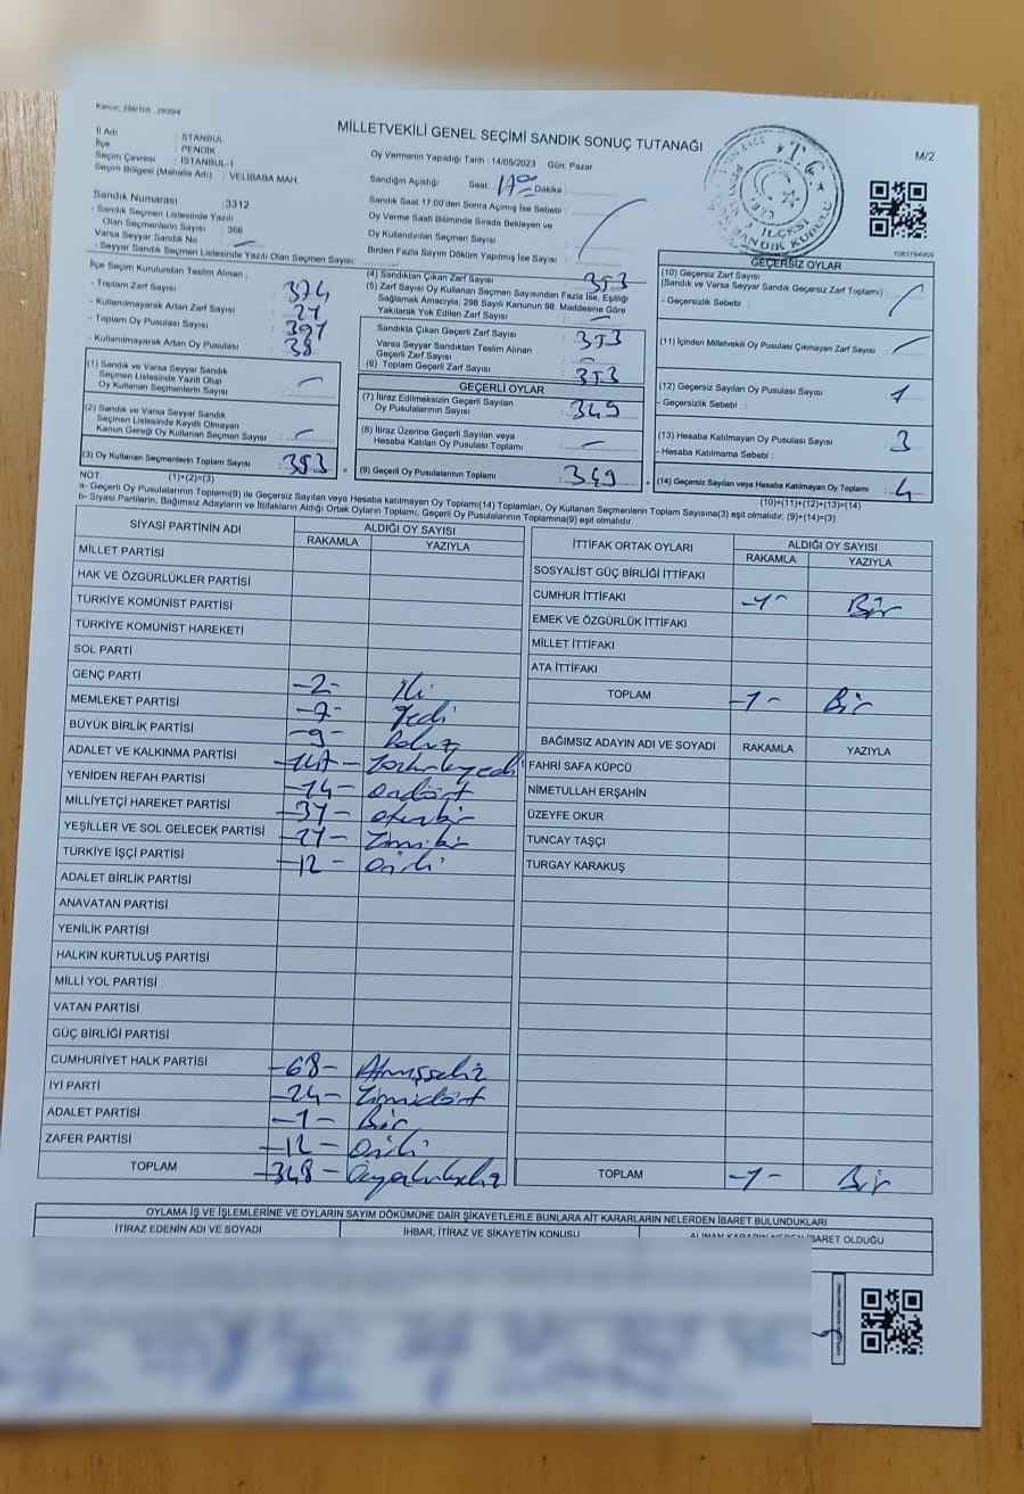 İl Adı : İSTANBUL
İlçe : PENDİK
Seçim Çevresi : İSTANBUL-1
Seçim Bölgesi (Mahalle Adı) : VELİBABA MAH.
MİLLETVEKİLİ GENEL SEÇİMİ SANDIK SONUÇ TUTANAĞI
M/2
Oy Vermenin Yapıldığı Tarih : 14/05/2023 Gün: Pazar
Sandığın Açıldığı Saat: 17 00 Dakika
Sandık Saat 17:00'den Sonra Açılmış İse Sebebi :
Oy Verme Saati Bitiminde Sırada Bekleyen ve
Oy Kullandırılan Seçmen Sayısı :
Birden Fazla Sayım Döküm Yapılmış İse Sayısı :
T.C.
Sandık Numarası : 3312
- Sandık Seçmen Listesinde Yazılı
Olan Seçmenlerin Sayısı : 366
Varsa Seyyar Sandık No
- Seyyar Sandık Seçmen Listesinde Yazılı Olan Seçmen Sayısı:
İlçe Seçim Kurulundan Teslim Alınan :
- Toplam Zarf Sayısı 374
- Kullanılmayarak Artan Zarf Sayısı 21
- Toplam Oy Pusulası Sayısı 391
- Kullanılmayarak Artan Oy Pusulası 38
(1) Sandık ve Varsa Seyyar Sandık
Seçmen Listesinde Yazılı Olup
Oy Kullanan Seçmenlerin Sayısı :
(2) Sandık ve Varsa Seyyar Sandık
Seçmen Listesinde Kayıtlı Olmayan
Kanun Gereği Oy Kullanan Seçmen Sayısı
(3) Oy Kullanan Seçmenlerin Toplam Sayısı 353
(1)+(2)=(3)
(4) Sandıktan Çıkan Zarf Sayısı 353
(5) Zarf Sayısı Oy Kullanan Seçmen Sayısından Fazla İse, Eşitliği
Sağlamak Amacıyla, 298 Sayılı Kanunun 98. Maddesine Göre
Yakılarak Yok Edilen Zarf Sayısı :
Sandıkta Çıkan Geçerli Zarf Sayısı 353
Varsa Seyyar Sandıktan Teslim Alınan
Geçerli Zarf Sayısı
(6) Toplam Geçerli Zarf Sayısı : 353
GEÇERLİ OYLAR
(7) İtiraz Edilmeksizin Geçerli Sayılan
Oy Pusulalarının Sayısı 349
(8) İtiraz Üzerine Geçerli Sayılan veya
Hesaba Katılan Oy Pusulası Toplamı
(9) Geçerli Oy Pusulalarının Toplamı 349
GEÇERSİZ OYLAR
(10) Geçersiz Zarf Sayısı
(Sandık ve Varsa Seyyar Sandık Geçersiz Zarf Toplamı)
- Geçersizlik Sebebi :
(11) İçinden Milletvekili Oy Pusulası Çıkmayan Zarf Sayısı :
(12) Geçersiz Sayılan Oy Pusulası Sayısı : 1
- Geçersizlik Sebebi :
(13) Hesaba Katılmayan Oy Pusulası Sayısı 3
- Hesaba Katılmama Sebebi :
(14) Geçersiz Sayılan veya Hesaba Katılmayan Oy Toplamı 4
(10)+(11)+(12)+(13)=(14)
NOT
a- Geçerli Oy Pusulalarının Toplamı(9) ile Geçersiz Sayılan veya Hesaba katılmayan Oy Toplamı(14) Toplamları, Oy Kullanan Seçmenlerin Toplam Sayısına(3) eşit olmalıdır. (9)+(14)=(3)
b- Siyasi Partilerin, Bağımsız Adayların ve İttifakların Aldığı Ortak Oyların Toplamı, Geçerli Oy Pusulalarının Toplamına(9) eşit olmalıdır.
SİYASİ PARTİNİN ADI ALDIĞI OY SAYISI
RAKAMLA YAZIYLA
MİLLET PARTİSİ
HAK VE ÖZGÜRLÜKLER PARTİSİ
TÜRKİYE KOMÜNİST PARTİSİ
TÜRKİYE KOMÜNİST HAREKETİ
SOL PARTİ
GENÇ PARTİ -2- iki
MEMLEKET PARTİSİ -7- yedi
BÜYÜK BİRLİK PARTİSİ -9- Dokuz
ADALET VE KALKINMA PARTİSİ
YENİDEN REFAH PARTİSİ -14- ondört
MİLLİYETÇİ HAREKET PARTİSİ -31- otuzbir
YEŞİLLER VE SOL GELECEK PARTİSİ -21- Yirmibir
TÜRKİYE İŞÇİ PARTİSİ -12- oniki
ADALET BİRLİK PARTİSİ
ANAVATAN PARTİSİ
YENİLİK PARTİSİ
HALKIN KURTULUŞ PARTİSİ
MİLLİ YOL PARTİSİ
VATAN PARTİSİ
GÜÇ BİRLİĞİ PARTİSİ
CUMHURİYET HALK PARTİSİ -68- Atmışsekiz
İYİ PARTİ -24- Yirmidört
ADALET PARTİSİ -1- Bir
ZAFER PARTİSİ -12- oniki
TOPLAM -348- Üçyüzkırksekiz
İTTİFAK ORTAK OYLARI ALDIĞI OY SAYISI
RAKAMLA YAZIYLA
SOSYALİST GÜÇ BİRLİĞİ İTTİFAKI
CUMHUR İTTİFAKI -1- Bir
EMEK VE ÖZGÜRLÜK İTTİFAKI
MİLLET İTTİFAKI
ATA İTTİFAKI
TOPLAM -1- Bir
BAĞIMSIZ ADAYIN ADI VE SOYADI RAKAMLA YAZIYLA
FAHRİ SAFA KÜPCÜ
NİMETULLAH ERŞAHİN
ÜZEYFE OKUR
TUNCAY TAŞÇI
TURGAY KARAKUŞ
TOPLAM -1- Bir
OYLAMA İŞ VE İŞLEMLERİNE VE OYLARIN SAYIM DÖKÜMÜNE DAİR ŞİKAYETLERLE BUNLARA AİT KARARLARIN NELERDEN İBARET BULUNDUKLARI
İTİRAZ EDENİN ADI VE SOYADI İHBAR, İTİRAZ VE ŞİKAYETİN KONUSU İBARET OLDUĞU